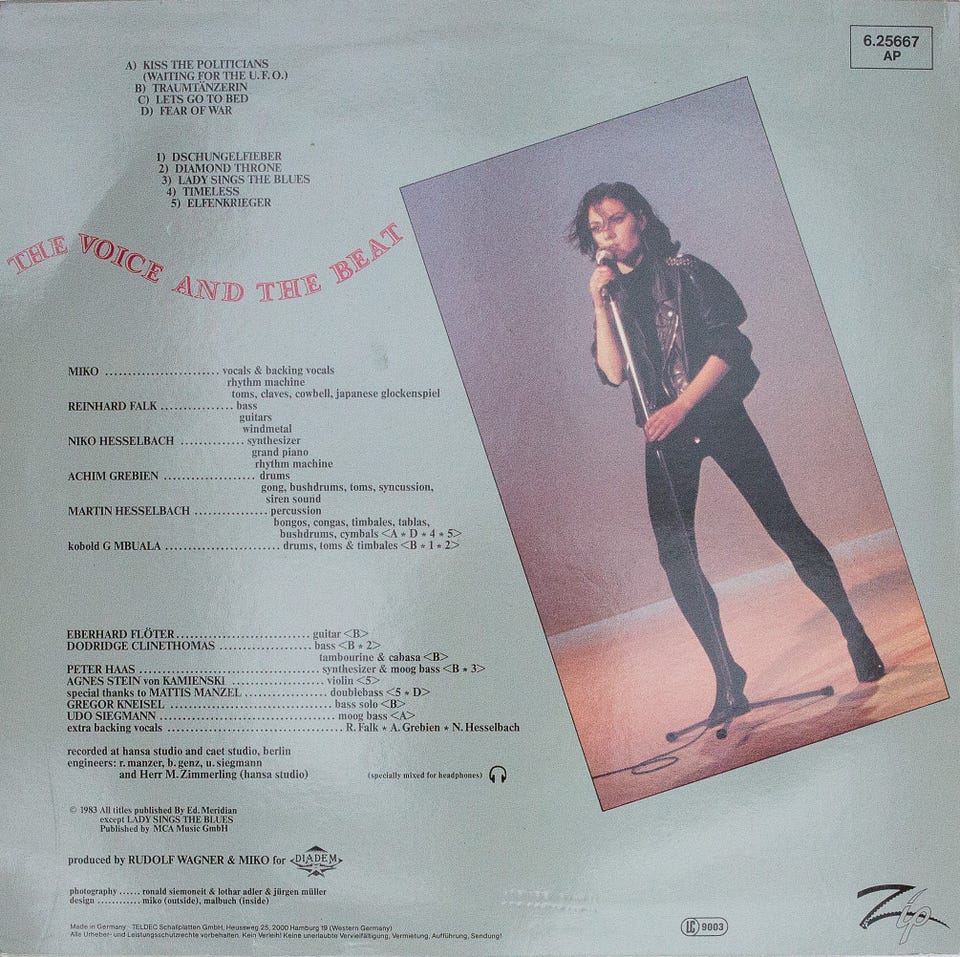 6.25667
AP
A) KISS THE POLITICIANS
(WAITING FOR THE U.F.O.)
B) TRAUMTÄNZERIN
C) LETS GO TO BED
D) FEAR OF WAR
1) DSCHUNGELFIEBER
2) DIAMOND THRONE
3) LADY SINGS THE BLUES
4) TIMELESS
5) ELFENKRIEGER
THE VOICE AND THE BEAT
MIKO ........................ vocals & backing vocals
rhythm machine
toms, claves, cowbell, japanese glockenspiel
REINHARD FALK ................ bass
guitars
windmetal
NIKO HESSELBACH .............. synthesizer
grand piano
rhythm machine
ACHIM GREBIEN .................... drums
gong, bushdrums, toms, syncussion,
siren sound
MARTIN HESSELBACH ................ percussion
bongos, congas, timbales, tablas,
bushdrums, cymbals <A * D * 4 * 5>
kobold G MBUALA ......................... drums, toms & timbales <B * 1 * 2>
EBERHARD FLÖTER ............................. guitar <B>
DODRIDGE CLINETHOMAS ..................... bass <B * 2>
tambourine & cabasa <B>
PETER HAAS ....................................... synthesizer & moog bass <B * 3>
AGNES STEIN von KAMIENSKI .................... violin <5>
special thanks to MATTIS MANZEL .................. doublebass <5 * D>
GREGOR KNEISEL .................................... bass solo <B>
UDO SIEGMANN ....................................... moog bass <A>
extra backing vocals ...................................... R. Falk * A. Grebien * N. Hesselbach
recorded at hansa studio and caet studio, berlin
engineers: r. manzer, b. genz, u. siegmann
and Herr M. Zimmerling (hansa studio)
(specially mixed for headphones)
© 1983 All titles published By Ed. Meridian
except LADY SINGS THE BLUES
Published by MCA Music GmbH
produced by RUDOLF WAGNER & MIKO for DIADEM
photography ...... ronald siemoneit & lothar adler & jürgen müller
design ............ miko (outside), malbuch (inside)
Made in Germany · TELDEC Schallplatten GmbH, Heussweg 25, 2000 Hamburg 19 (Western Germany)
Alle Urheber- und Leistungsschutzrechte vorbehalten. Kein Verleih! Keine unerlaubte Vervielfältigung, Vermietung, Aufführung, Sendung!
LC 9003
Zip